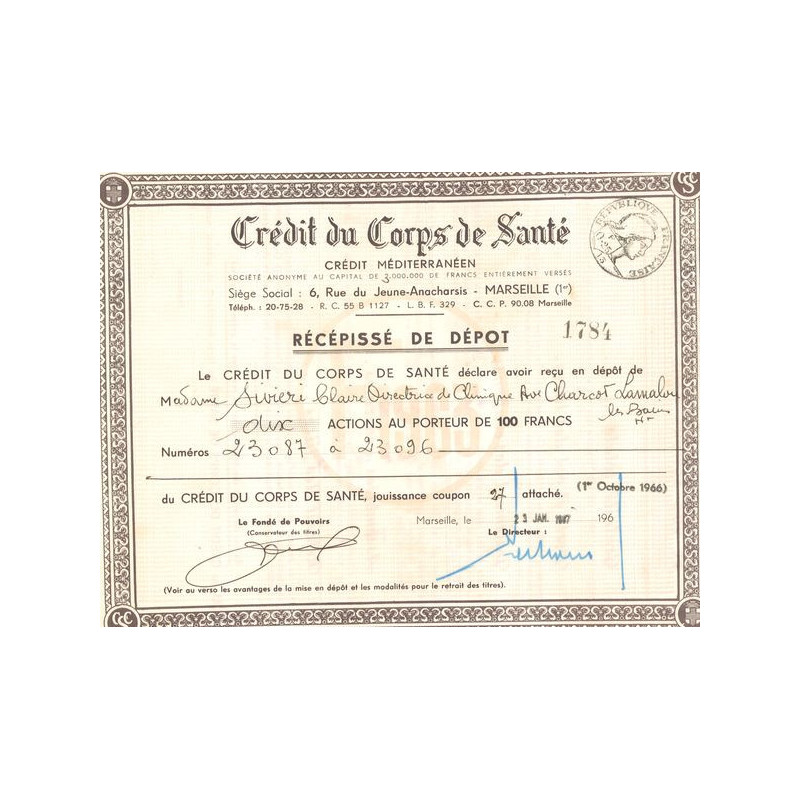 Crédit du Corps de Santé
RÉPUBLIQUE FRANÇAISE
CRÉDIT MÉDITERRANÉEN
SOCIÉTÉ ANONYME AU CAPITAL DE 3.000.000 DE FRANCS ENTIÈREMENT VERSÉS
Siège Social : 6, Rue du Jeune-Anacharsis - MARSEILLE (1er)
Téléph. : 20-75-28 - R. C. 55 B 1127 - L. B. F. 329 - C. C. P. 90.08 Marseille
RÉCÉPISSÉ DE DÉPOT 1784
Le CRÉDIT DU CORPS DE SANTÉ déclare avoir reçu en dépôt de
Madame Sivieri Claire Directrice de Clinique Ave Charcot Lamalou
les Bains
dix ACTIONS AU PORTEUR DE 100 FRANCS
Numéros 23087 à 23096
du CRÉDIT DU CORPS DE SANTÉ, jouissance coupon 27 attaché. (1er Octobre 1966)
Le Fondé de Pouvoirs
(Conservateur des titres)
Marseille, le 23 JAN. 1967 196
Le Directeur :
(Voir au verso les avantages de la mise en dépôt et les modalités pour le retrait des titres).